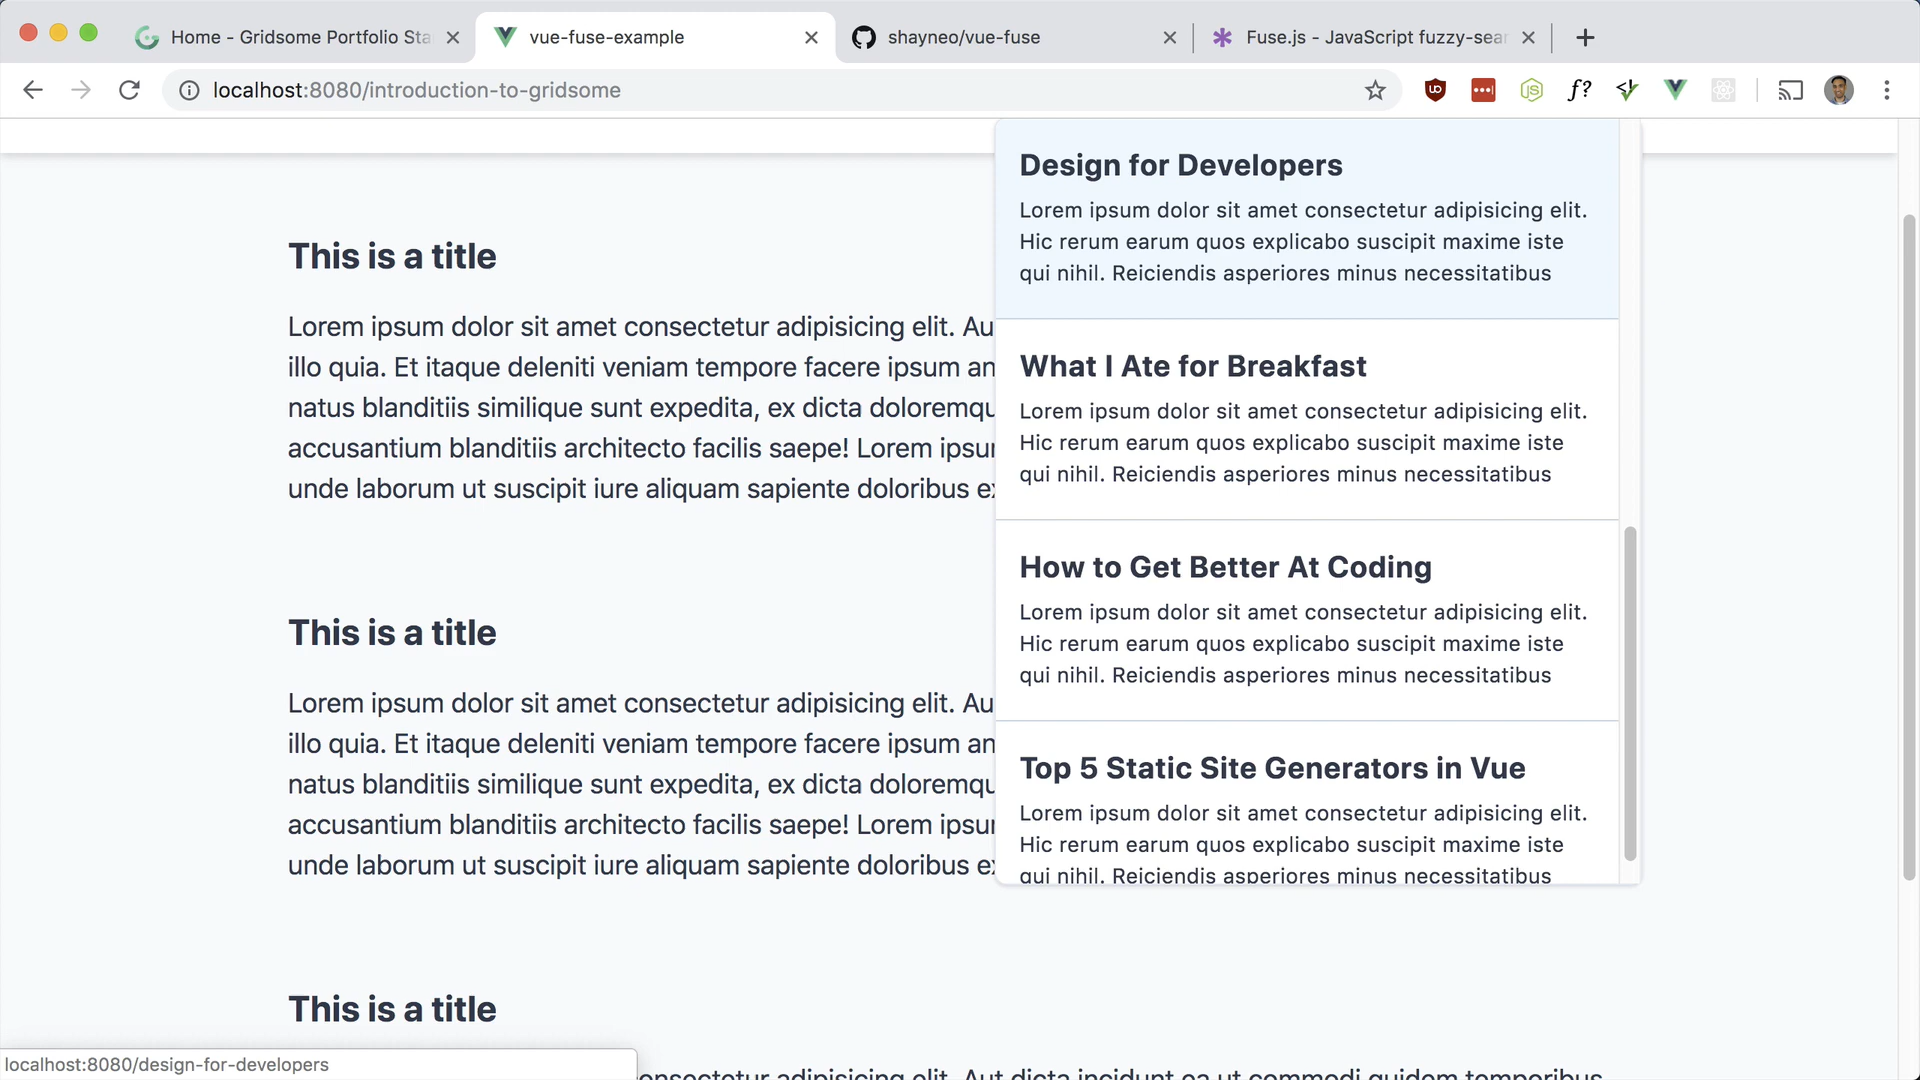 Home - Gridsome Portfolio Sta
vue-fuse-example
shayneo/vue-fuse
Fuse.js - JavaScript fuzzy-sear
localhost:8080/introduction-to-gridsome
This is a title
Lorem ipsum dolor sit amet consectetur adipisicing elit. Au
illo quia. Et itaque deleniti veniam tempore facere ipsum an
natus blanditiis similique sunt expedita, ex dicta doloremqu
accusantium blanditiis architecto facilis saepe! Lorem ipsu
unde laborum ut suscipit iure aliquam sapiente doloribus ex
This is a title
Lorem ipsum dolor sit amet consectetur adipisicing elit. Au
illo quia. Et itaque deleniti veniam tempore facere ipsum an
natus blanditiis similique sunt expedita, ex dicta doloremqu
accusantium blanditiis architecto facilis saepe! Lorem ipsu
unde laborum ut suscipit iure aliquam sapiente doloribus ex
This is a title
onsectetur adipisicing elit. Aut dicta incidunt ea ut commodi quidem temporibus
Design for Developers
Lorem ipsum dolor sit amet consectetur adipisicing elit.
Hic rerum earum quos explicabo suscipit maxime iste
qui nihil. Reiciendis asperiores minus necessitatibus
What I Ate for Breakfast
Lorem ipsum dolor sit amet consectetur adipisicing elit.
Hic rerum earum quos explicabo suscipit maxime iste
qui nihil. Reiciendis asperiores minus necessitatibus
How to Get Better At Coding
Lorem ipsum dolor sit amet consectetur adipisicing elit.
Hic rerum earum quos explicabo suscipit maxime iste
qui nihil. Reiciendis asperiores minus necessitatibus
Top 5 Static Site Generators in Vue
Lorem ipsum dolor sit amet consectetur adipisicing elit.
Hic rerum earum quos explicabo suscipit maxime iste
qui nihil. Reiciendis asperiores minus necessitatibus
localhost:8080/design-for-developers